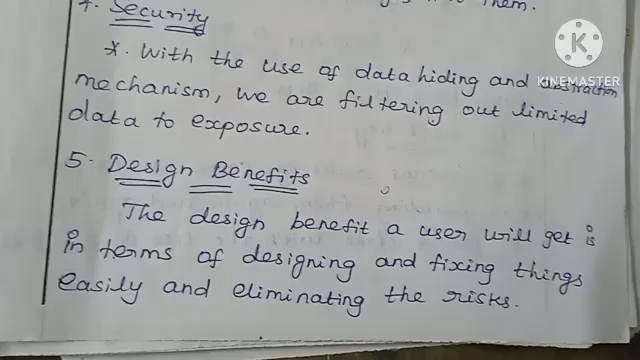 them.
4. Security
*. With the use of data hiding and abstraction
mechanism, we are filtering out limited
data to exposure.
5. Design Benefits
The design benefit a user will get is
in terms of designing and fixing things
easily and eliminating the risks.
KINEMASTER